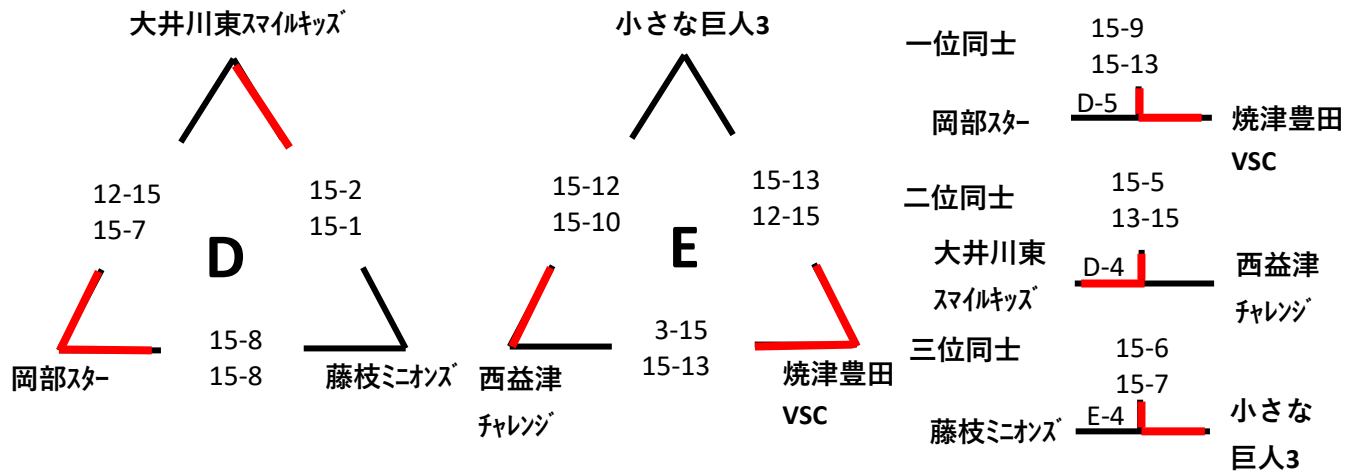 大井川東スマイルキッズ
12-15
15-7
15-2
15-1
D
15-8
15-8
岡部スター
藤枝ミニオンズ
小さな巨人3
15-12
15-10
15-13
12-15
E
3-15
15-13
西益津
チャレンジ
焼津豊田
VSC
一位同士
15-9
15-13
岡部スター
D-5
焼津豊田
VSC
二位同士
15-5
13-15
大井川東
スマイルキッズ
D-4
西益津
チャレンジ
三位同士
15-6
15-7
藤枝ミニオンズ
E-4
小さな
巨人3